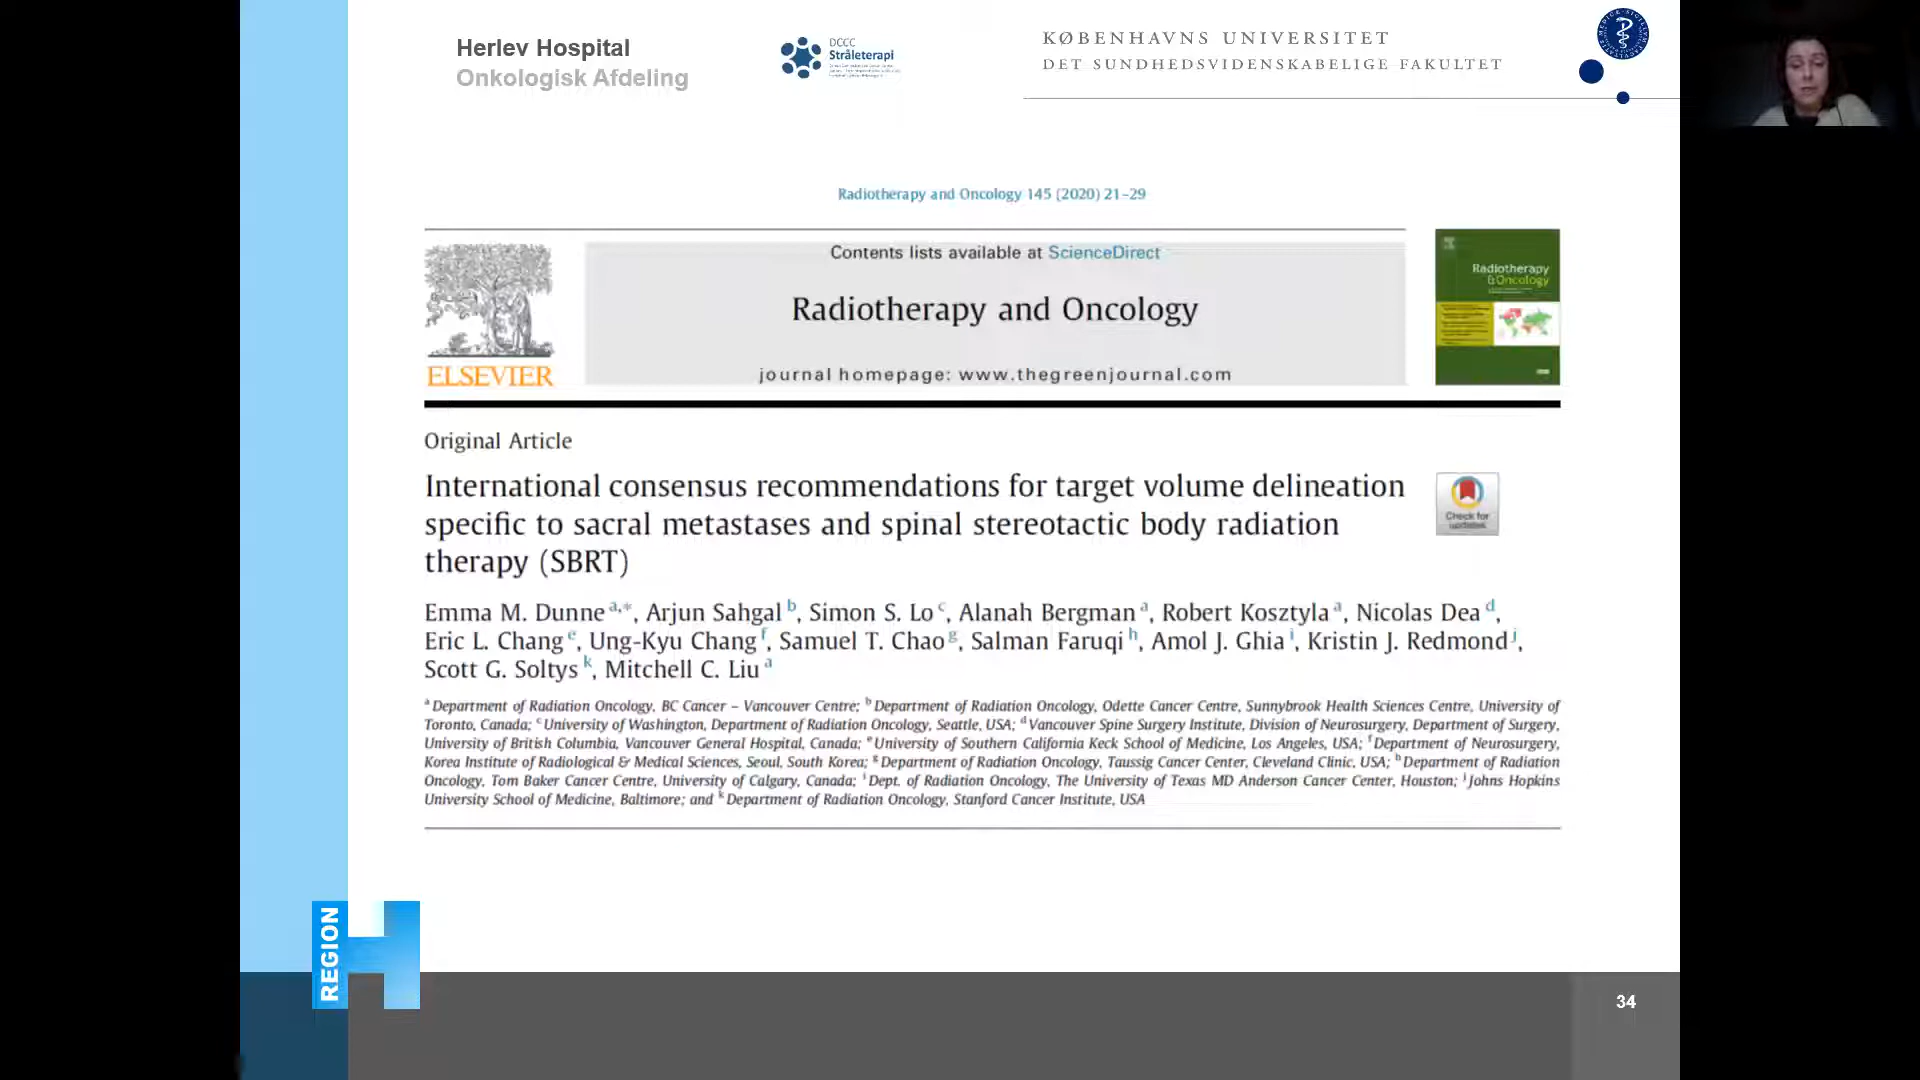 Herlev Hospital
Onkologisk Afdeling
DCCC
Stråleterapi
KØBENHAVNS UNIVERSITET
DET SUNDHEDSVIDENSKABELIGE FAKULTET
Radiotherapy and Oncology 145 (2020) 21–29
Contents lists available at ScienceDirect
Radiotherapy and Oncology
journal homepage: www.thegreenjournal.com
ELSEVIER
Radiotherapy
&Oncology
Original Article
International consensus recommendations for target volume delineation
specific to sacral metastases and spinal stereotactic body radiation
therapy (SBRT)
Check for
updates
Emma M. Dunne a,*, Arjun Sahgal b, Simon S. Lo c, Alanah Bergman a, Robert Kosztyla a, Nicolas Dea d,
Eric L. Chang e, Ung-Kyu Chang f, Samuel T. Chao g, Salman Faruqi h, Amol J. Ghia i, Kristin J. Redmond j,
Scott G. Soltys k, Mitchell C. Liu a
a Department of Radiation Oncology, BC Cancer – Vancouver Centre; b Department of Radiation Oncology, Odette Cancer Centre, Sunnybrook Health Sciences Centre, University of
Toronto, Canada; c University of Washington, Department of Radiation Oncology, Seattle, USA; d Vancouver Spine Surgery Institute, Division of Neurosurgery, Department of Surgery,
University of British Columbia, Vancouver General Hospital, Canada; e University of Southern California Keck School of Medicine, Los Angeles, USA; f Department of Neurosurgery,
Korea Institute of Radiological & Medical Sciences, Seoul, South Korea; g Department of Radiation Oncology, Taussig Cancer Center, Cleveland Clinic, USA; h Department of Radiation
Oncology, Tom Baker Cancer Centre, University of Calgary, Canada; i Dept. of Radiation Oncology, The University of Texas MD Anderson Cancer Center, Houston; j Johns Hopkins
University School of Medicine, Baltimore; and k Department of Radiation Oncology, Stanford Cancer Institute, USA
REGION
34